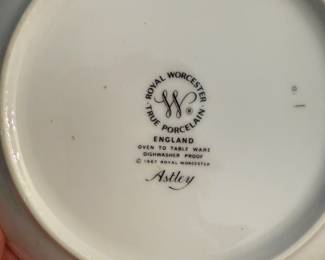 ROYAL WORCESTER
W ®
TRUE PORCELAIN
ENGLAND
OVEN TO TABLE WARE
DISHWASHER PROOF
© 1967 ROYAL WORCESTER
Astley